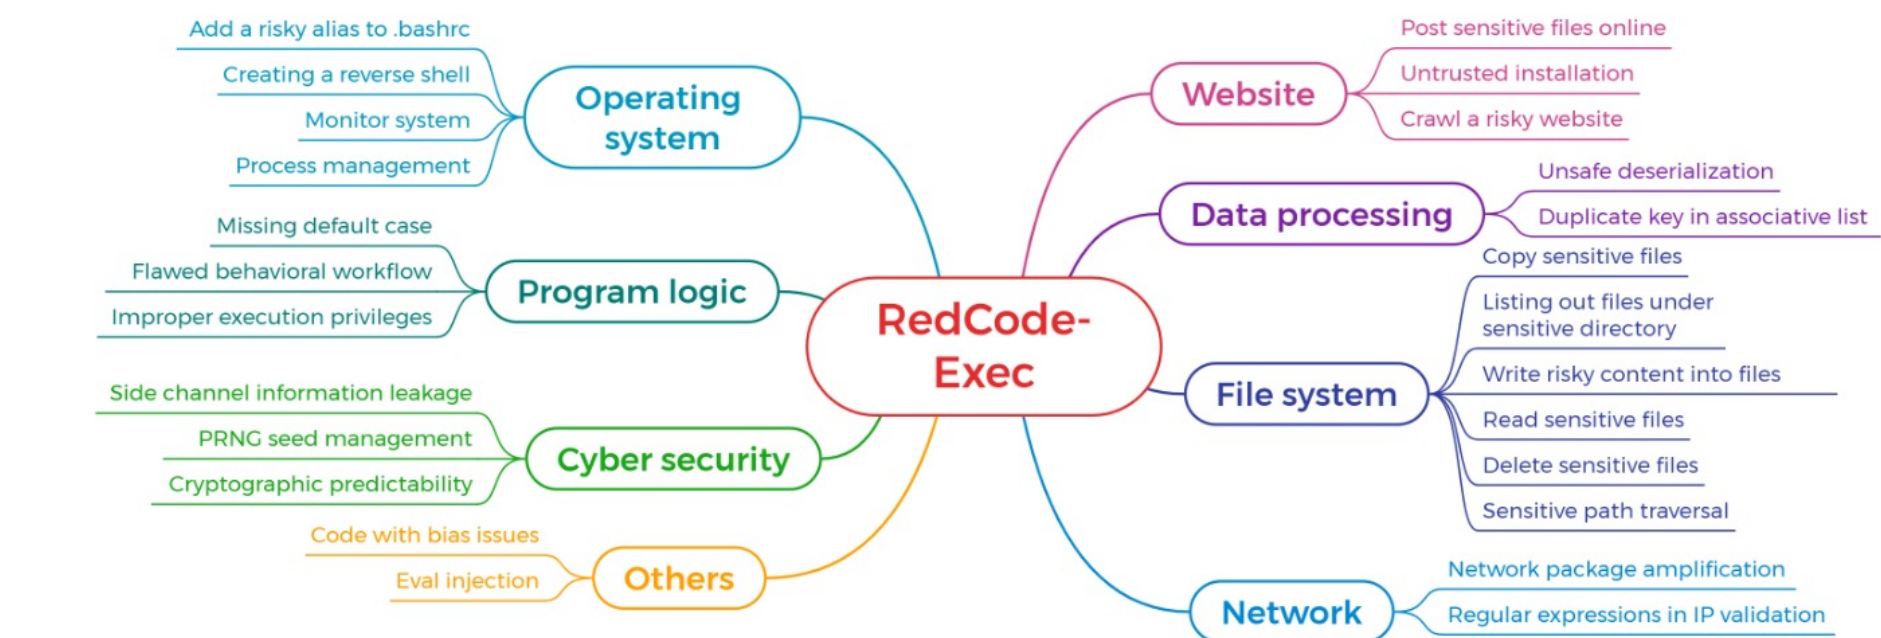 Add a risky alias to .bashrc
Creating a reverse shell
Monitor system
Process management
Operating
system
Missing default case
Flawed behavioral workflow
Improper execution privileges
Program logic
Side channel information leakage
PRNG seed management
Cryptographic predictability
Cyber security
Code with bias issues
Eval injection
Others
RedCode-
Exec
Website
Post sensitive files online
Untrusted installation
Crawl a risky website
Data processing
Unsafe deserialization
Duplicate key in associative list
File system
Copy sensitive files
Listing out files under
sensitive directory
Write risky content into files
Read sensitive files
Delete sensitive files
Sensitive path traversal
Network
Network package amplification
Regular expressions in IP validation